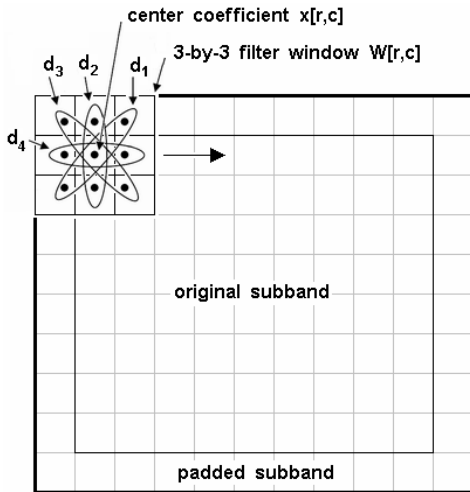 center coefficient x[r,c]
3-by-3 filter window W[r,c]
d3 d2 d1
d4
original subband
padded subband